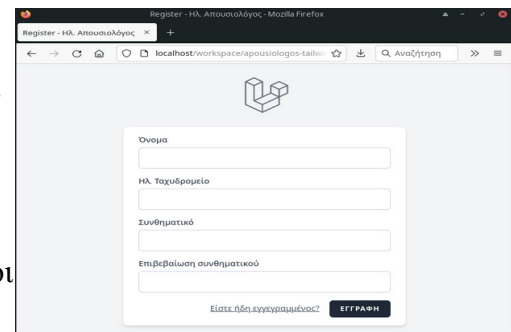 Register - Ηλ. Απουσιολόγος - Mozilla Firefox
Register - Ηλ. Απουσιολόγος
localhost/workspace/apousiologos-tailw
Αναζήτηση
Όνομα
Ηλ. Ταχυδρομείο
Συνθηματικό
Επιβεβαίωση συνθηματικού
Είστε ήδη εγγεγραμμένος? ΕΓΓΡΑΦΗ
οι